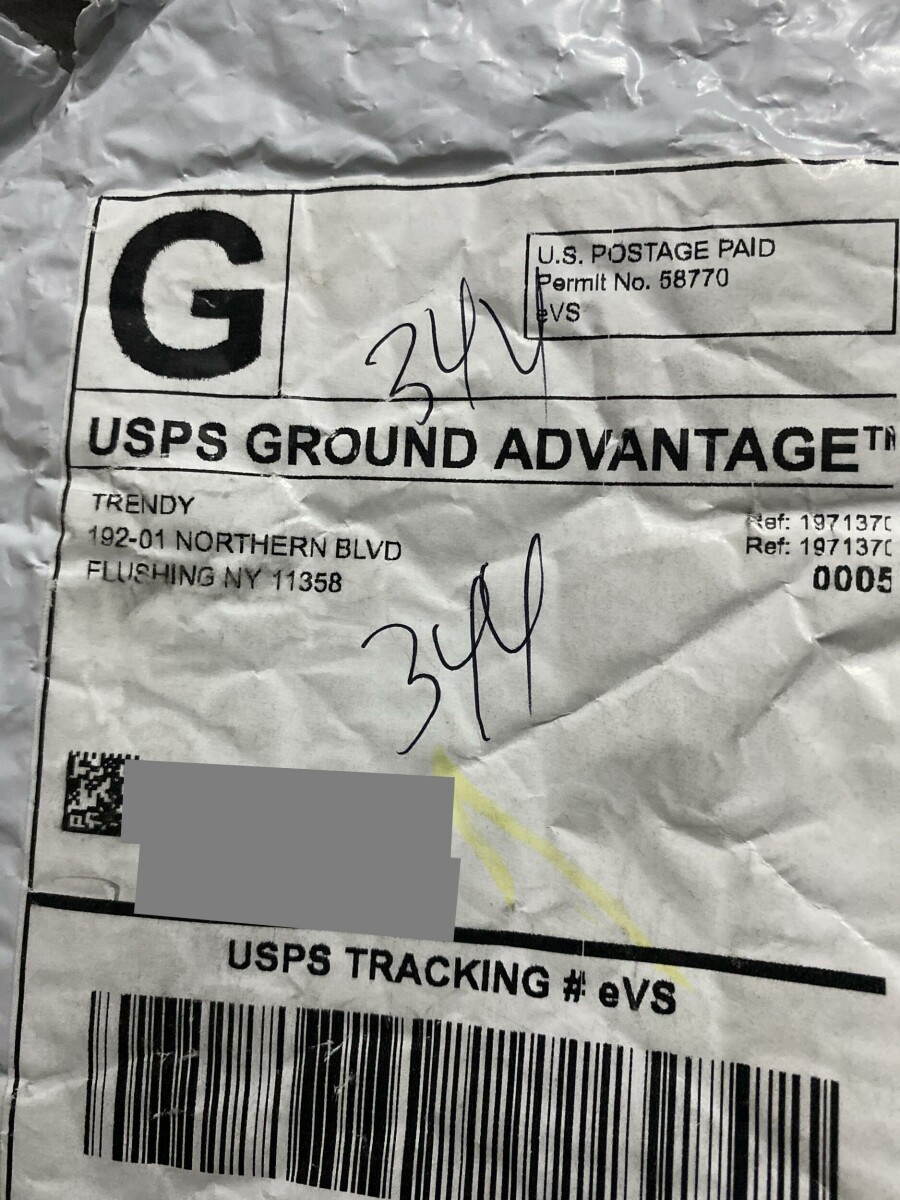 G
U.S. POSTAGE PAID
Permit No. 58770
eVS
344
USPS GROUND ADVANTAGE™
TRENDY
192-01 NORTHERN BLVD
FLUSHING NY 11358
Ref: 1971370
Ref: 1971370
0005
344
USPS TRACKING # eVS